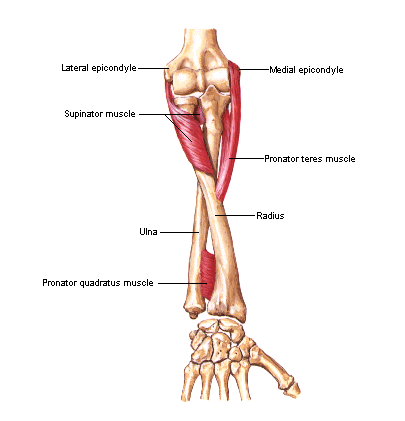 Lateral epicondyle
Medial epicondyle
Supinator muscle
Pronator teres muscle
Radius
Ulna
Pronator quadratus muscle